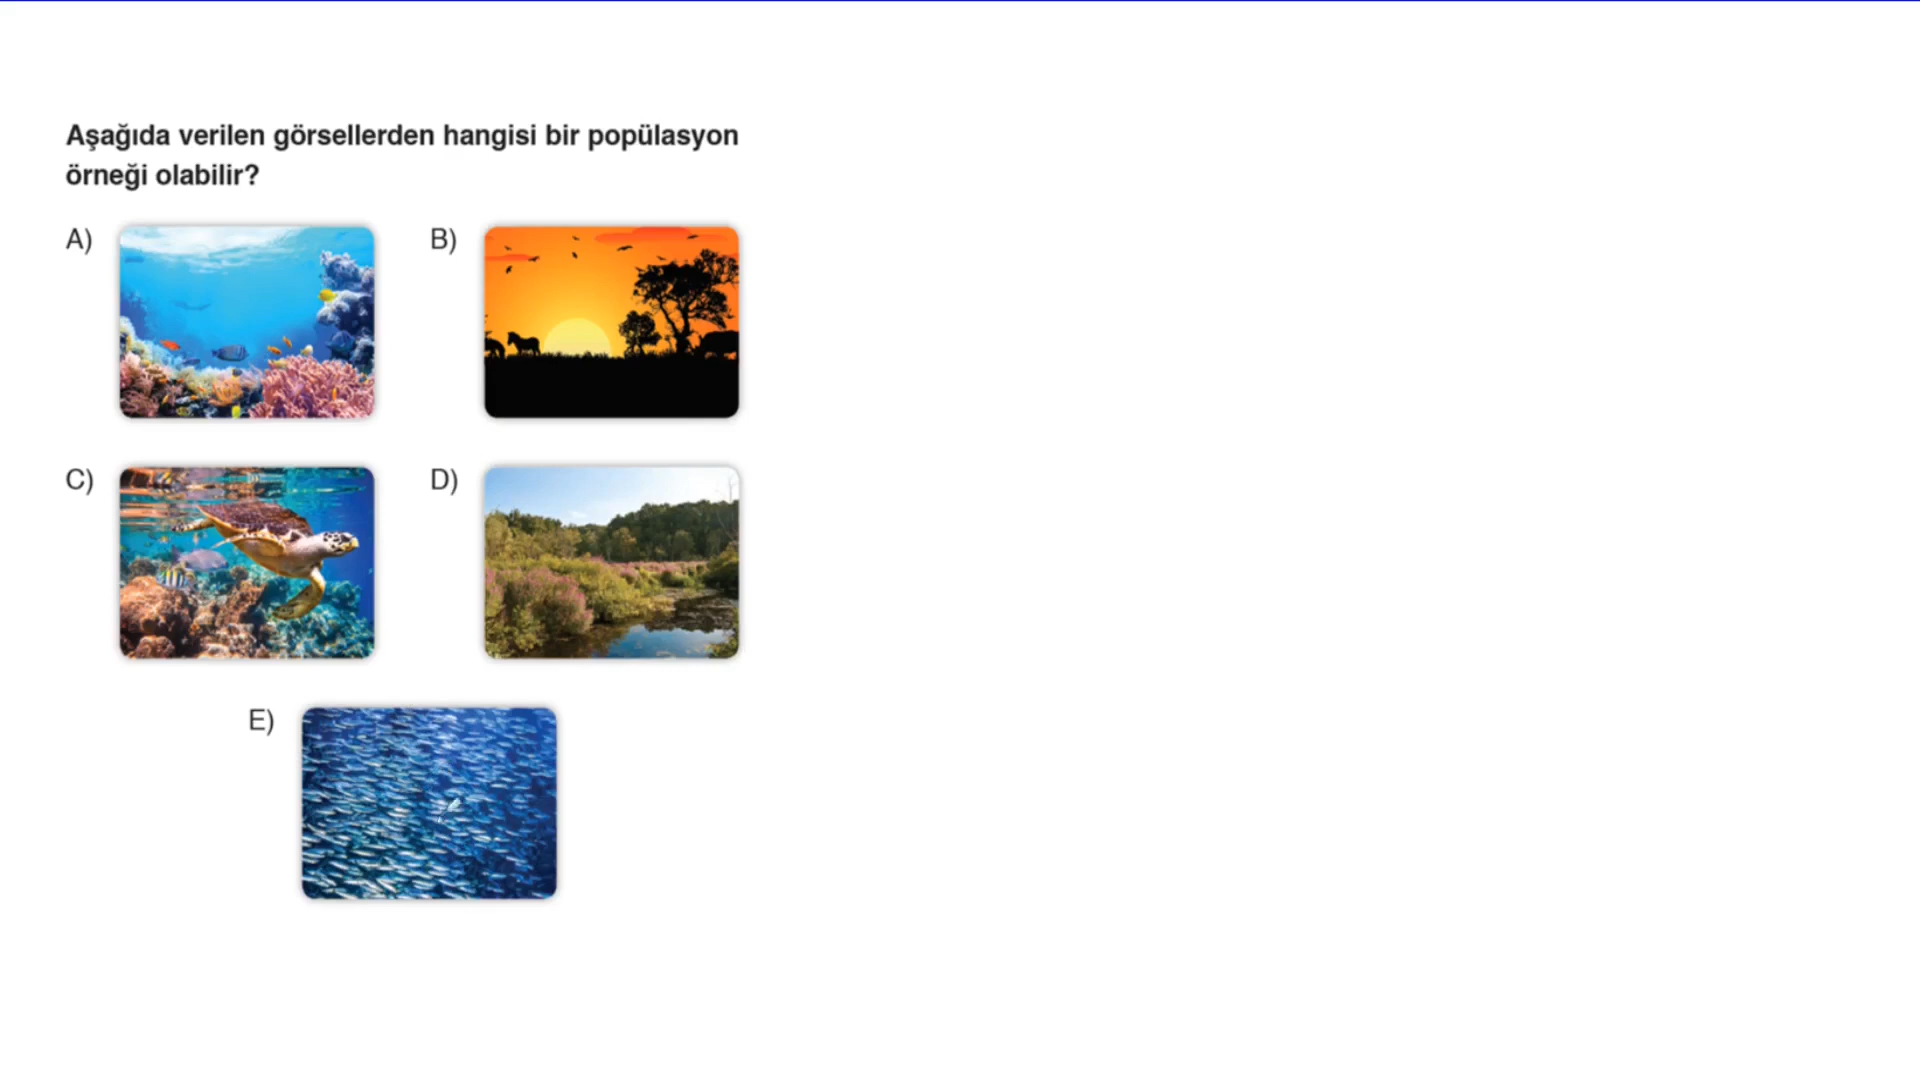 Aşağıda verilen görsellerden hangisi bir popülasyon
örneği olabilir?
A)
B)
C)
D)
E)